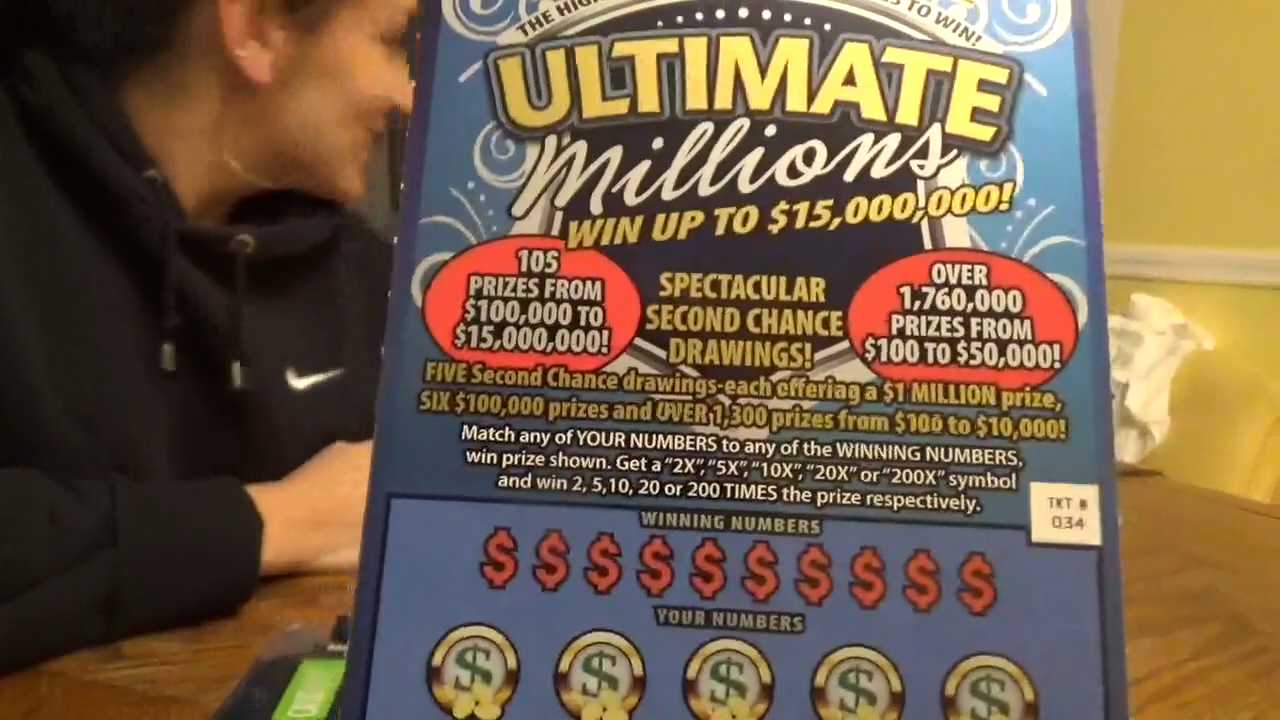 THE HIGH
S TO WIN!
ULTIMATE
Millions
WIN UP TO $15,000,000!
105
PRIZES FROM
$100,000 TO
$15,000,000!
SPECTACULAR
SECOND CHANCE
DRAWINGS!
OVER
1,760,000
PRIZES FROM
$100 TO $50,000!
FIVE Second Chance drawings-each offering a $1 MILLION prize,
SIX $100,000 prizes and OVER 1,300 prizes from $100 to $10,000!
Match any of YOUR NUMBERS to any of the WINNING NUMBERS,
win prize shown. Get a "2X", "5X", "10X", "20X" or "200X" symbol
and win 2, 5, 10, 20 or 200 TIMES the prize respectively.
TKT #
034
WINNING NUMBERS
$ $ $ $ $ $ $ $ $ $
YOUR NUMBERS
$ $ $ $ $